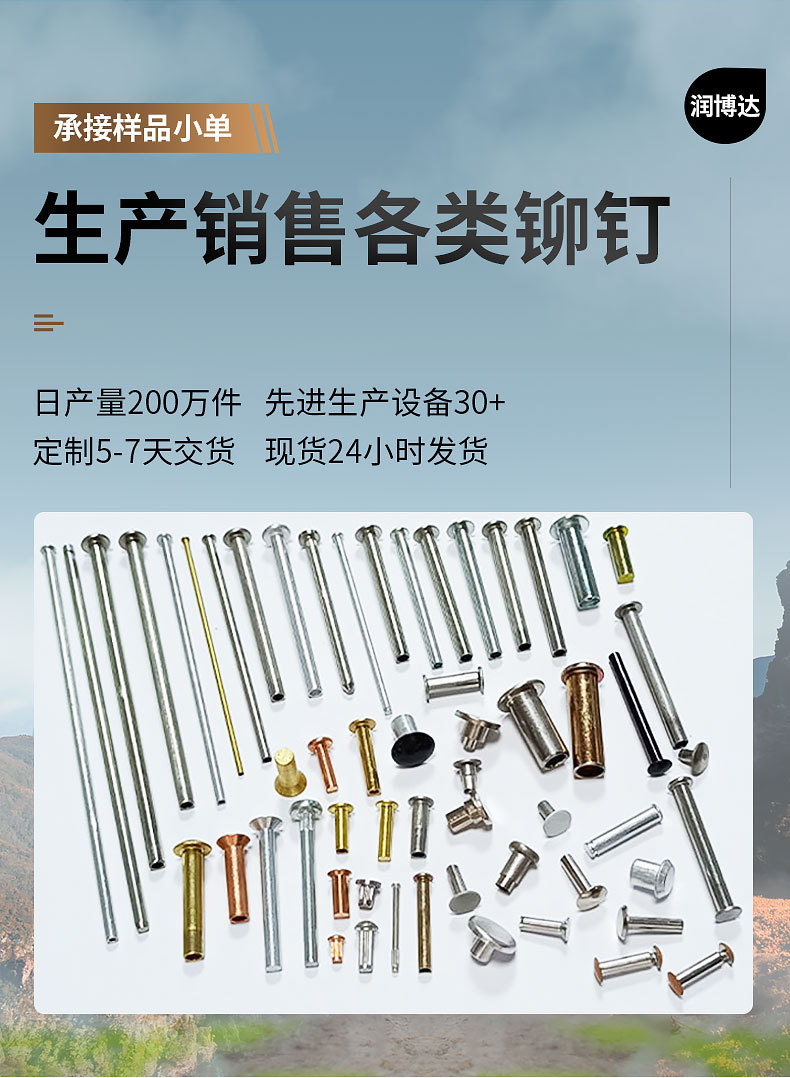 润博达
承接样品小单
生产销售各类铆钉
日产量200万件 先进生产设备30+
定制5-7天交货 现货24小时发货